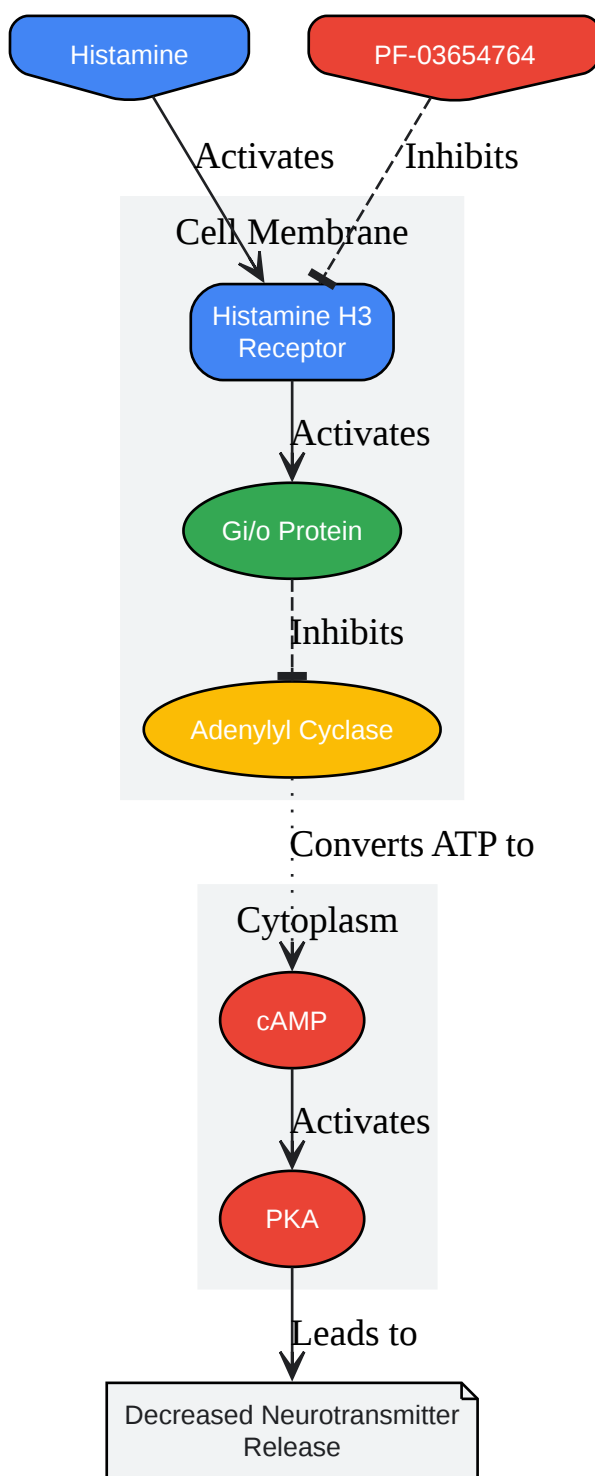 Histamine
PF-03654764
Activates
Inhibits
Cell Membrane
Histamine H3
Receptor
Activates
Gi/o Protein
Inhibits
Adenylyl Cyclase
Converts ATP to
Cytoplasm
cAMP
Activates
PKA
Leads to
Decreased Neurotransmitter
Release